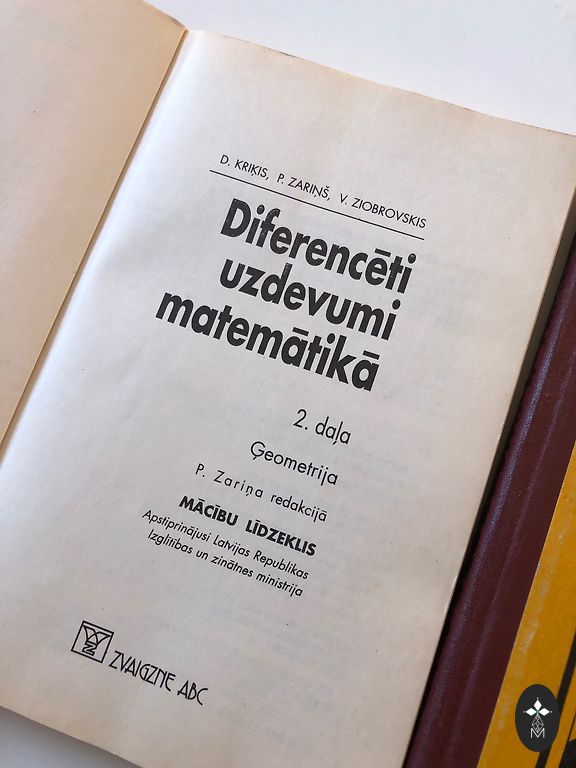 D. KRIĶIS, P. ZARIŅŠ, V. ZIOBROVSKIS
Diferencēti
uzdevumi
matemātikā
2. daļa
Ģeometrija
P. Zariņa redakcijā
MĀCĪBU LĪDZEKLIS
Apstiprinājusi Latvijas Republikas
Izglītības un zinātnes ministrija
ZVAIGZNE ABC
M